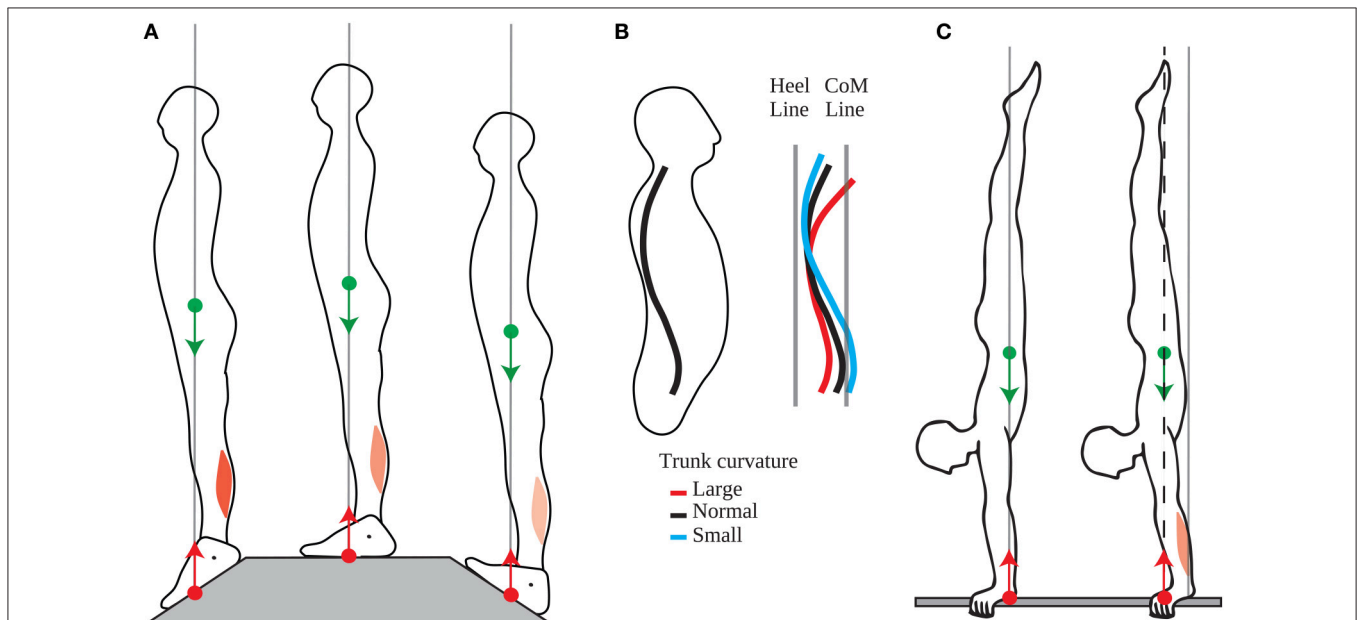 A
B
C
Heel CoM
Line Line
Trunk curvature
Large
Normal
Small